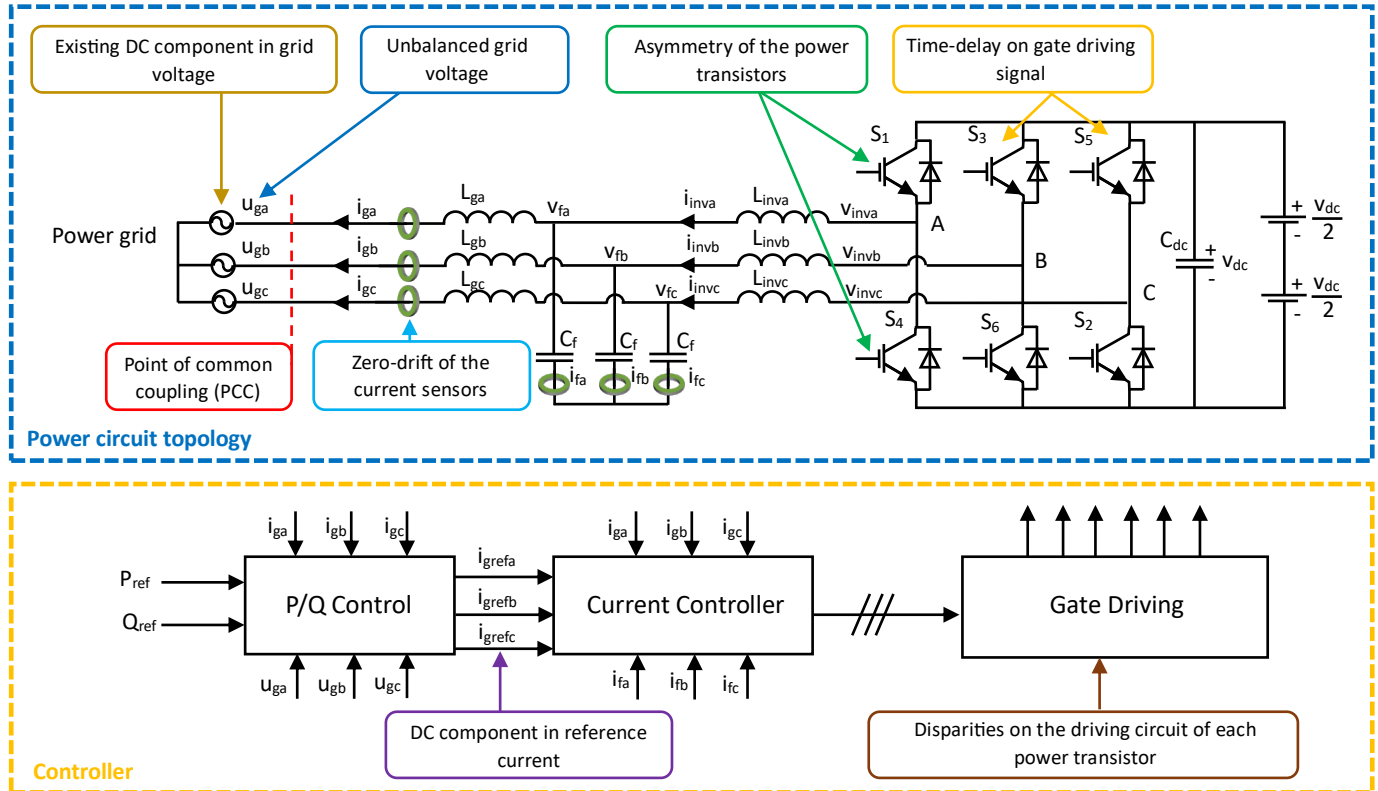 Existing DC component in grid
voltage
Unbalanced grid
voltage
Asymmetry of the power
transistors
Time-delay on gate driving
signal
S1
S3
S5
uga
iga
Lga
vfa
iinva
Linva
vinva
A
Power grid
ugb
igb
Lgb
vfb
iinvb
Linvb
vinvb
B
ugc
igc
Lgc
vfc
iinvc
Linvc
vinvc
C
Cdc
+
-
vdc
+
-
vdc
2
+
-
vdc
2
S4
S6
S2
Cf
Cf
Cf
ifa
ifb
ifc
Point of common
coupling (PCC)
Zero-drift of the
current sensors
Power circuit topology
iga
igb
igc
iga
igb
igc
Pref
Qref
P/Q Control
igrefa
igrefb
igrefc
Current Controller
Gate Driving
uga
ugb
ugc
ifa
ifb
ifc
DC component in reference
current
Disparities on the driving circuit of each
power transistor
Controller